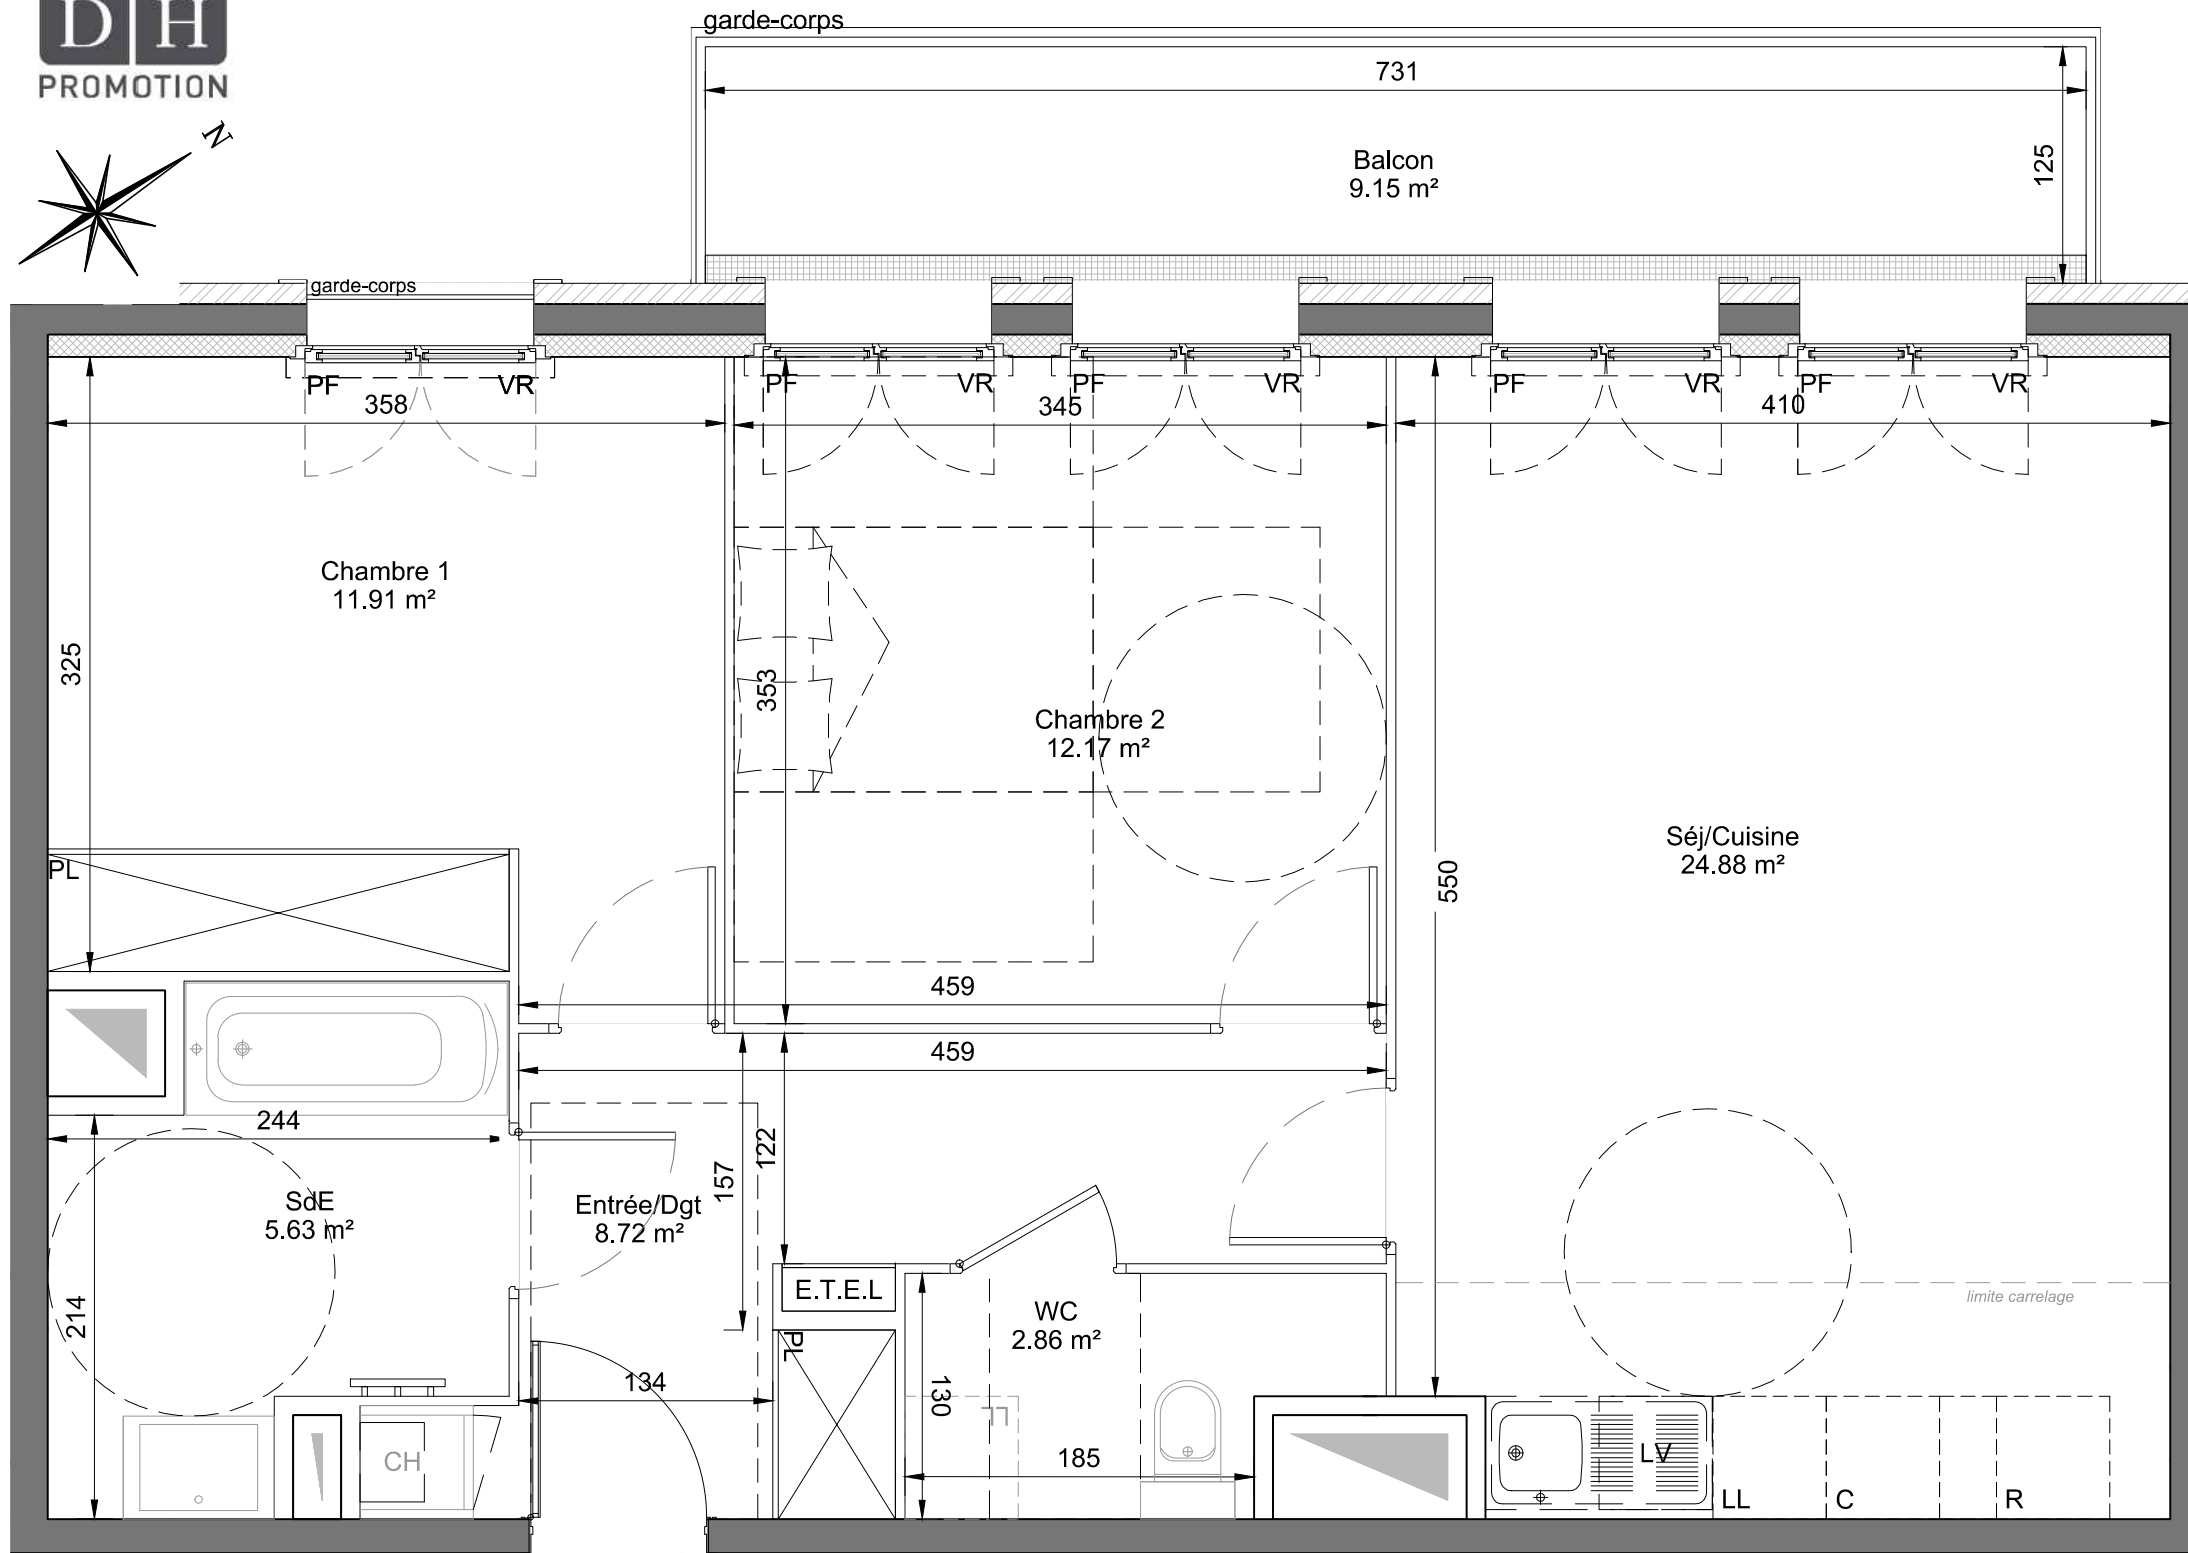 D H
PROMOTION
N
garde-corps
731
125
Balcon
9.15 m²
garde-corps
PF VR
PF VR
PF VR
PF VR
PF VR
358
345
410
Chambre 1
11.91 m²
325
353
Chambre 2
12.17 m²
Séj/Cuisine
24.88 m²
550
PL
459
459
244
122
157
SdE
5.63 m²
Entrée/Dgt
8.72 m²
214
E.T.E.L
WC
2.86 m²
limite carrelage
PL
134
130
LL
185
CH
LV
LL
C
R